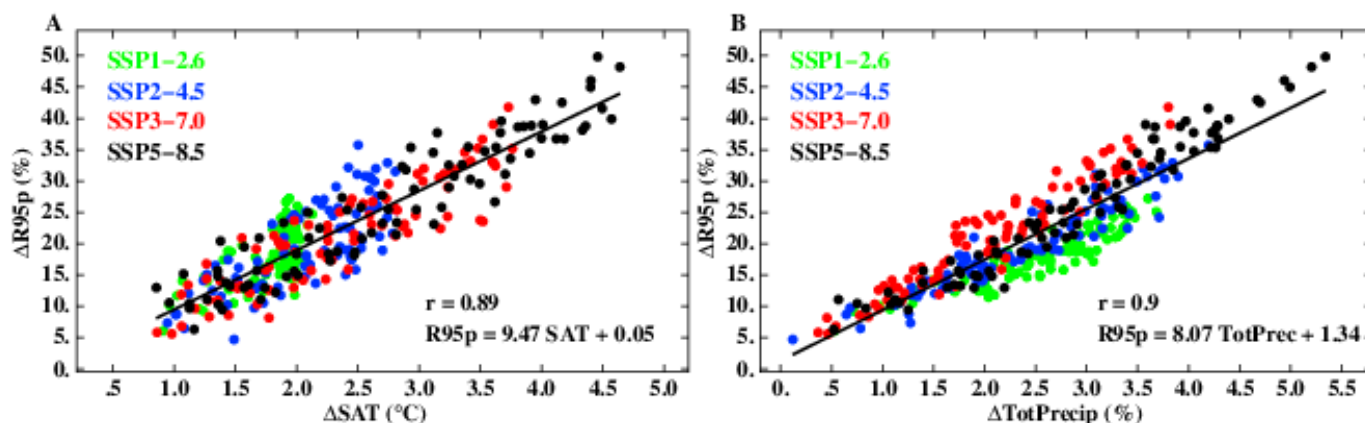 A
SSP1−2.6
SSP2−4.5
SSP3−7.0
SSP5−8.5
50.
45.
40.
35.
30.
25.
20.
15.
10.
5.
0.
ΔR95p (%)
r = 0.89
R95p = 9.47 SAT + 0.05
.5 1.0 1.5 2.0 2.5 3.0 3.5 4.0 4.5 5.0
ΔSAT (°C)
B
SSP1−2.6
SSP2−4.5
SSP3−7.0
SSP5−8.5
50.
45.
40.
35.
30.
25.
20.
15.
10.
5.
0.
ΔR95p (%)
r = 0.9
R95p = 8.07 TotPrec + 1.34
0. .5 1.0 1.5 2.0 2.5 3.0 3.5 4.0 4.5 5.0 5.5
ΔTotPrecip (%)